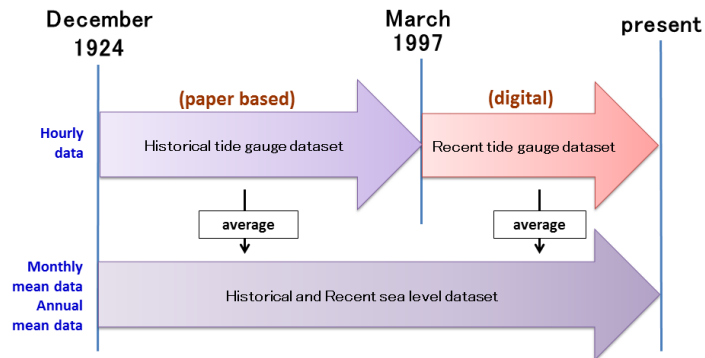 December
1924
March
1997
present
(paper based)
(digital)
Hourly
data
Historical tide gauge dataset
Recent tide gauge dataset
average
average
Monthly
mean data
Annual
mean data
Historical and Recent sea level dataset